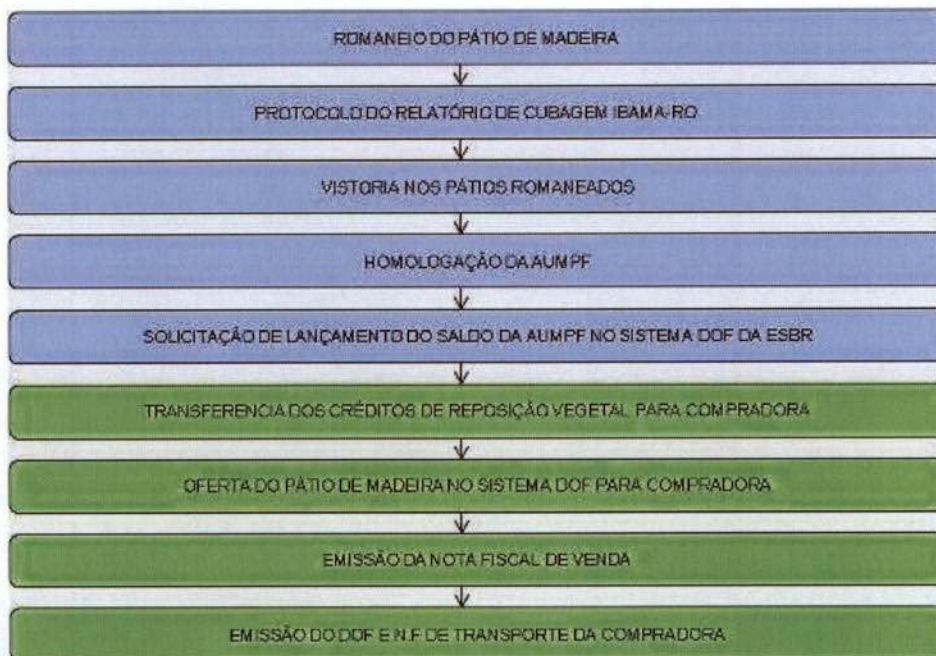 ROMANEIO DO PÁTIO DE MADEIRA
PROTOCOLO DO RELATÓRIO DE CUBAGEM IBAMA-RO
VISTORIA NOS PÁTIOS ROMANEADOS
HOMOLOGAÇÃO DA AUMPF
SOLICITAÇÃO DE LANÇAMENTO DO SALDO DA AUMPF NO SISTEMA DOF DA ESBR
TRANSFERENCIA DOS CRÉDITOS DE REPOSIÇÃO VEGETAL PARA COMPRADORA
OFERTA DO PÁTIO DE MADEIRA NO SISTEMA DOF PARA COMPRADORA
EMISSÃO DA NOTA FISCAL DE VENDA
EMISSÃO DO DOF E N.F DE TRANSPORTE DA COMPRADORA